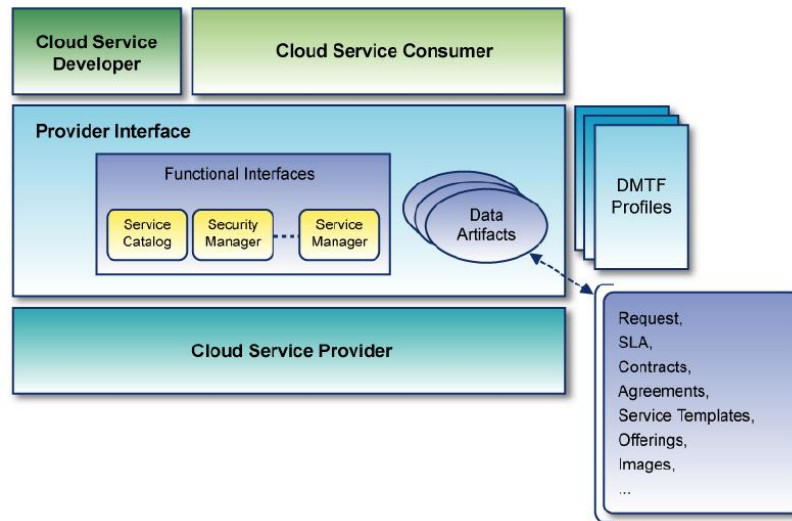 Cloud Service
Developer
Cloud Service Consumer
Provider Interface
Functional Interfaces
Service
Catalog
Security
Manager
Service
Manager
Data
Artifacts
DMTF
Profiles
Cloud Service Provider
Request,
SLA,
Contracts,
Agreements,
Service Templates,
Offerings,
Images,
...